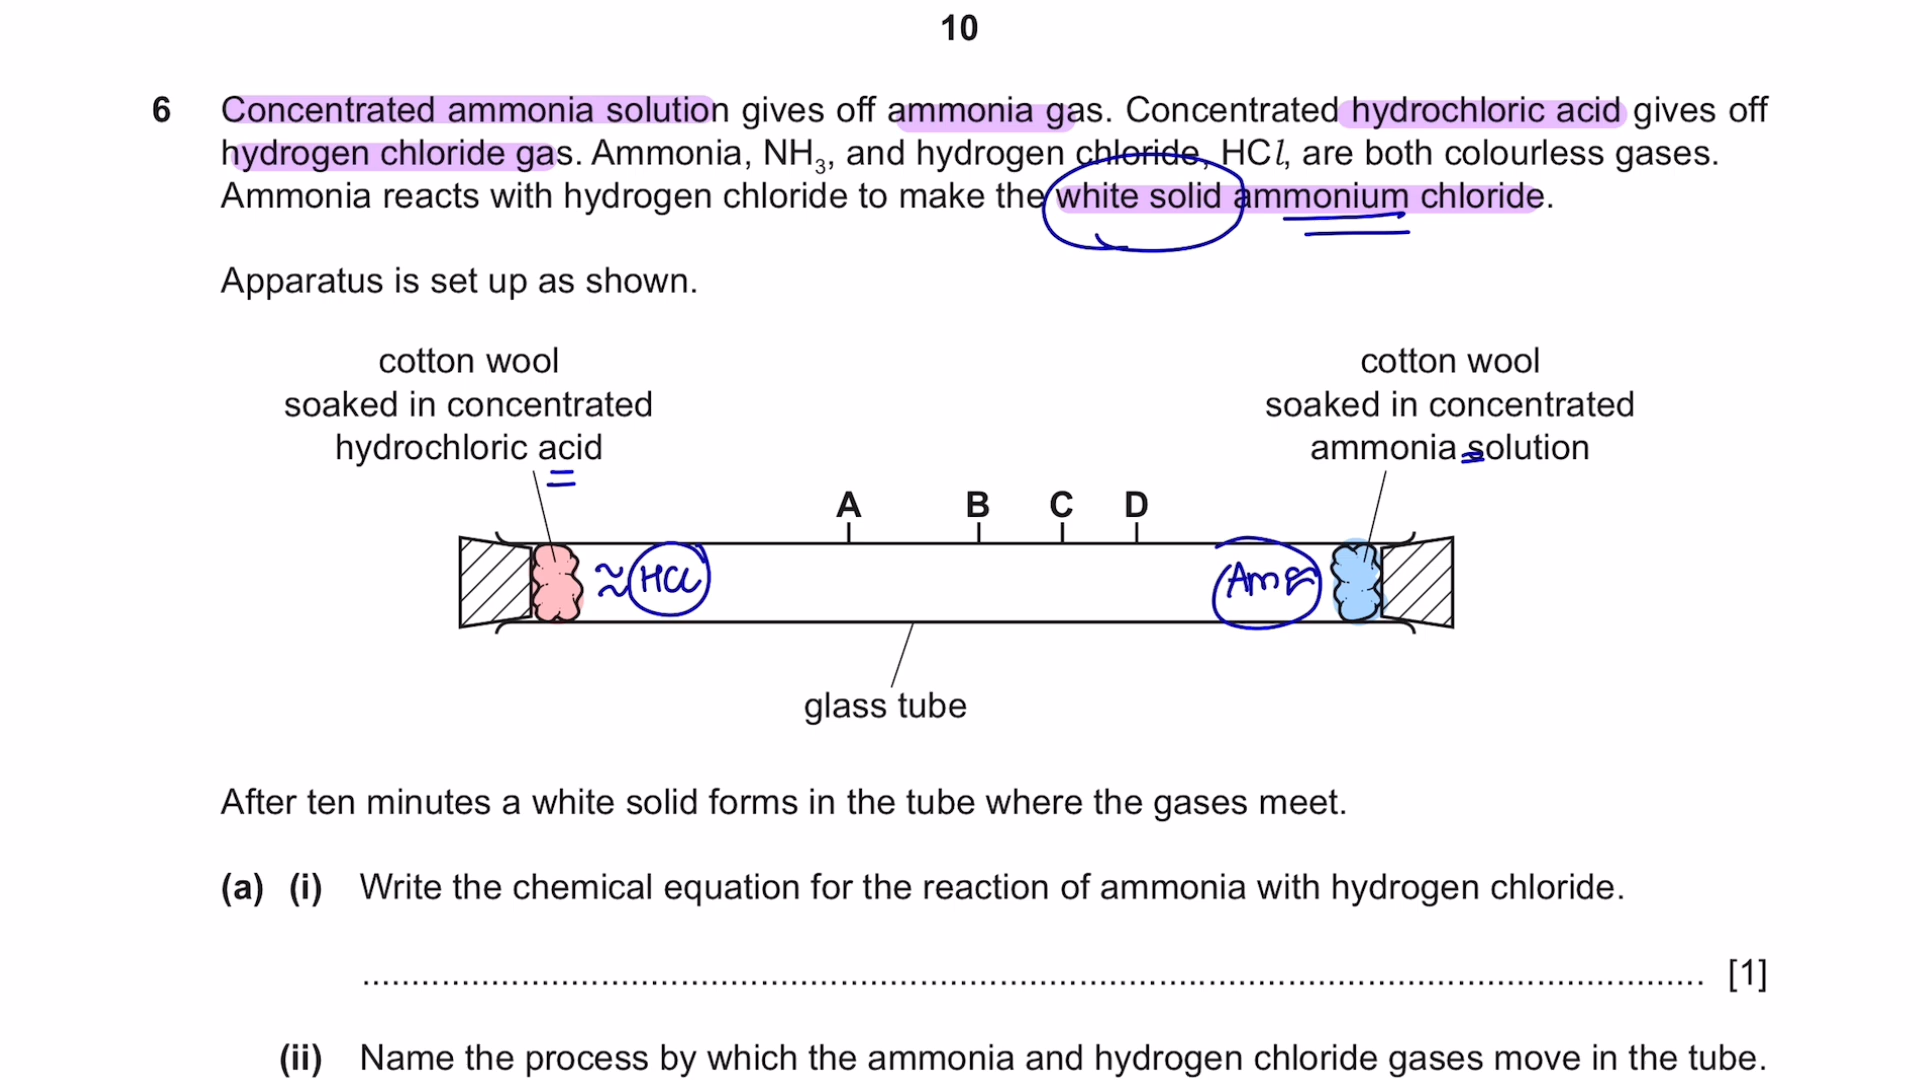 10
6 Concentrated ammonia solution gives off ammonia gas. Concentrated hydrochloric acid gives off
hydrogen chloride gas. Ammonia, NH₃, and hydrogen chloride, HCl, are both colourless gases.
Ammonia reacts with hydrogen chloride to make the white solid ammonium chloride.
Apparatus is set up as shown.
cotton wool
soaked in concentrated
hydrochloric acid
cotton wool
soaked in concentrated
ammonia solution
A B C D
HCl
Am
glass tube
After ten minutes a white solid forms in the tube where the gases meet.
(a) (i) Write the chemical equation for the reaction of ammonia with hydrogen chloride.
.......................................................................................................................................... [1]
(ii) Name the process by which the ammonia and hydrogen chloride gases move in the tube.